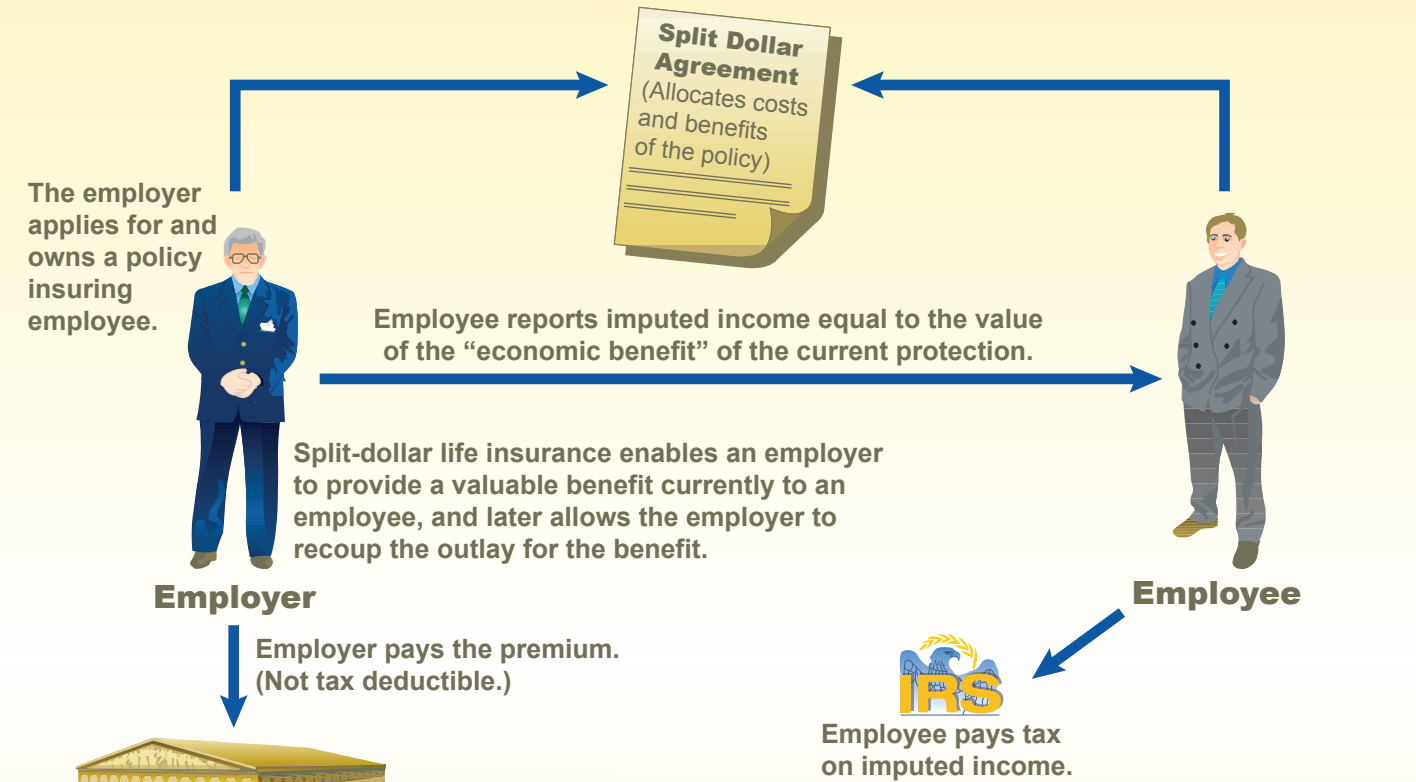 Split Dollar
Agreement
(Allocates costs
and benefits
of the policy)
The employer
applies for and
owns a policy
insuring
employee.
Employee reports imputed income equal to the value
of the “economic benefit” of the current protection.
Split-dollar life insurance enables an employer
to provide a valuable benefit currently to an
employee, and later allows the employer to
recoup the outlay for the benefit.
Employer
Employee
Employer pays the premium.
(Not tax deductible.)
IRS
Employee pays tax
on imputed income.